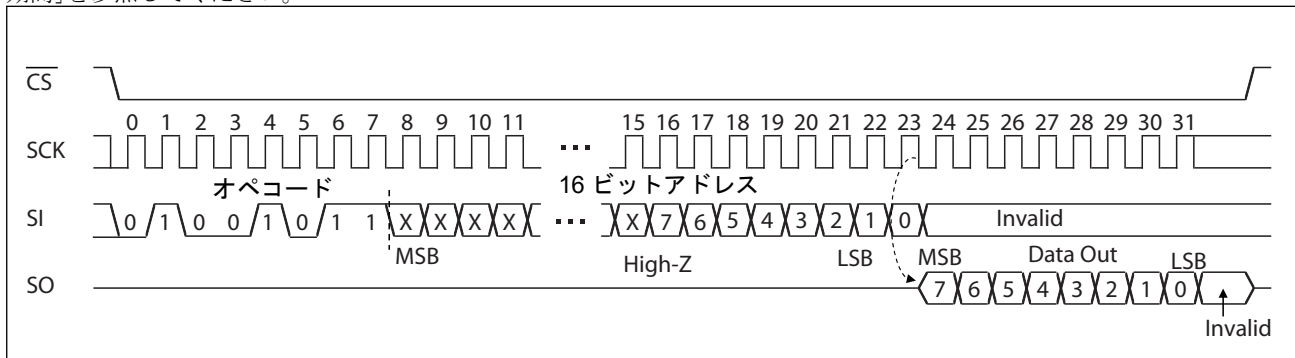 CS
0 1 2 3 4 5 6 7 8 9 10 11 15 16 17 18 19 20 21 22 23 24 25 26 27 28 29 30 31
SCK ...
オペコード 16 ビットアドレス
SI 0 1 0 0 1 0 1 1 X X X X ... X 7 6 5 4 3 2 1 0 Invalid
MSB High-Z LSB MSB Data Out LSB
SO 7 6 5 4 3 2 1 0
Invalid